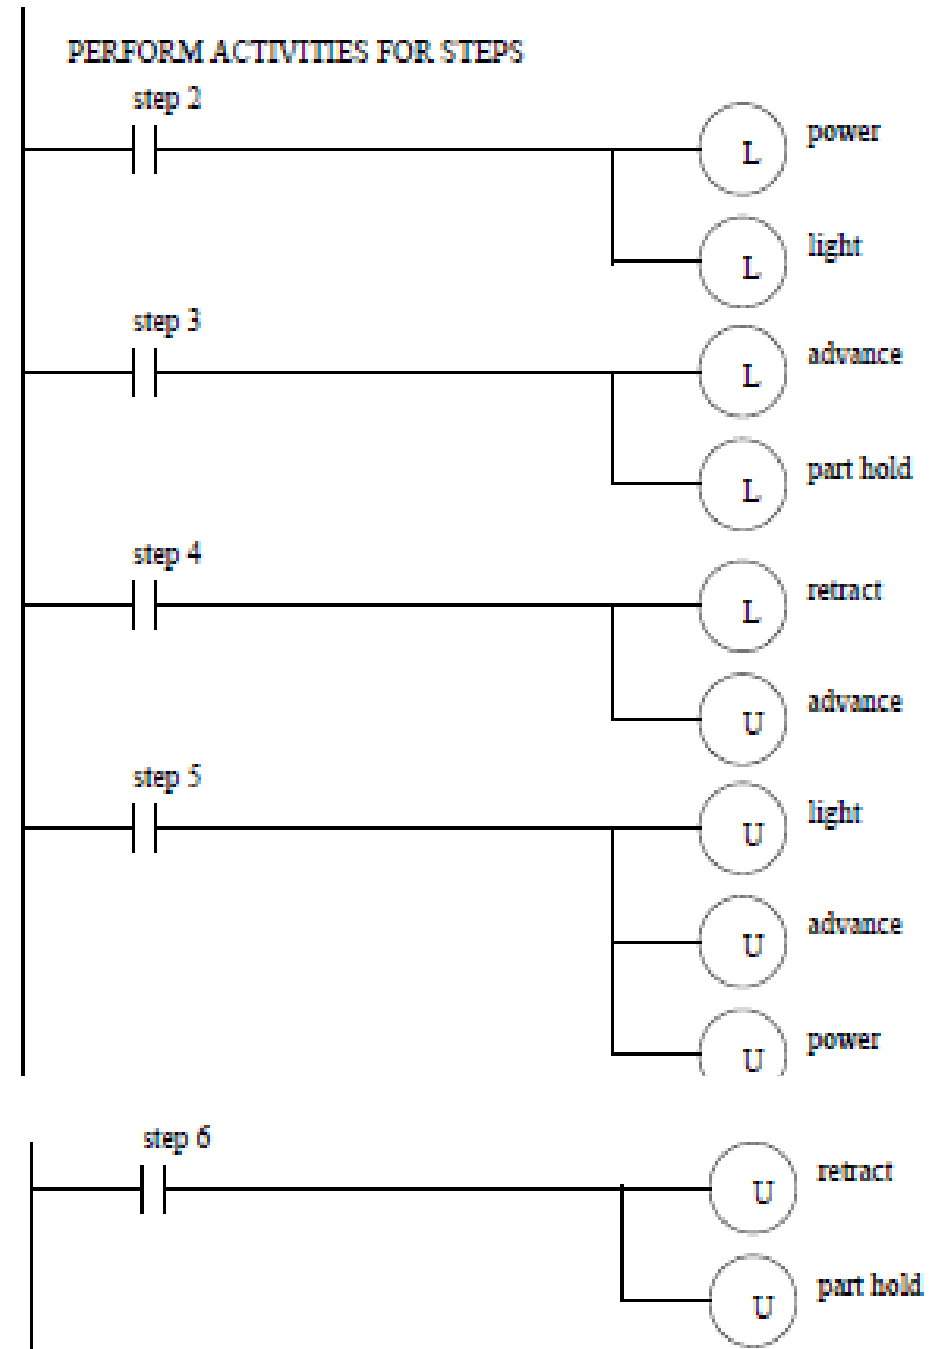 PERFORM ACTIVITIES FOR STEPS
step 2
L power
L light
step 3
L advance
L part hold
step 4
L retract
U advance
step 5
U light
U advance
U power
step 6
U retract
U part hold